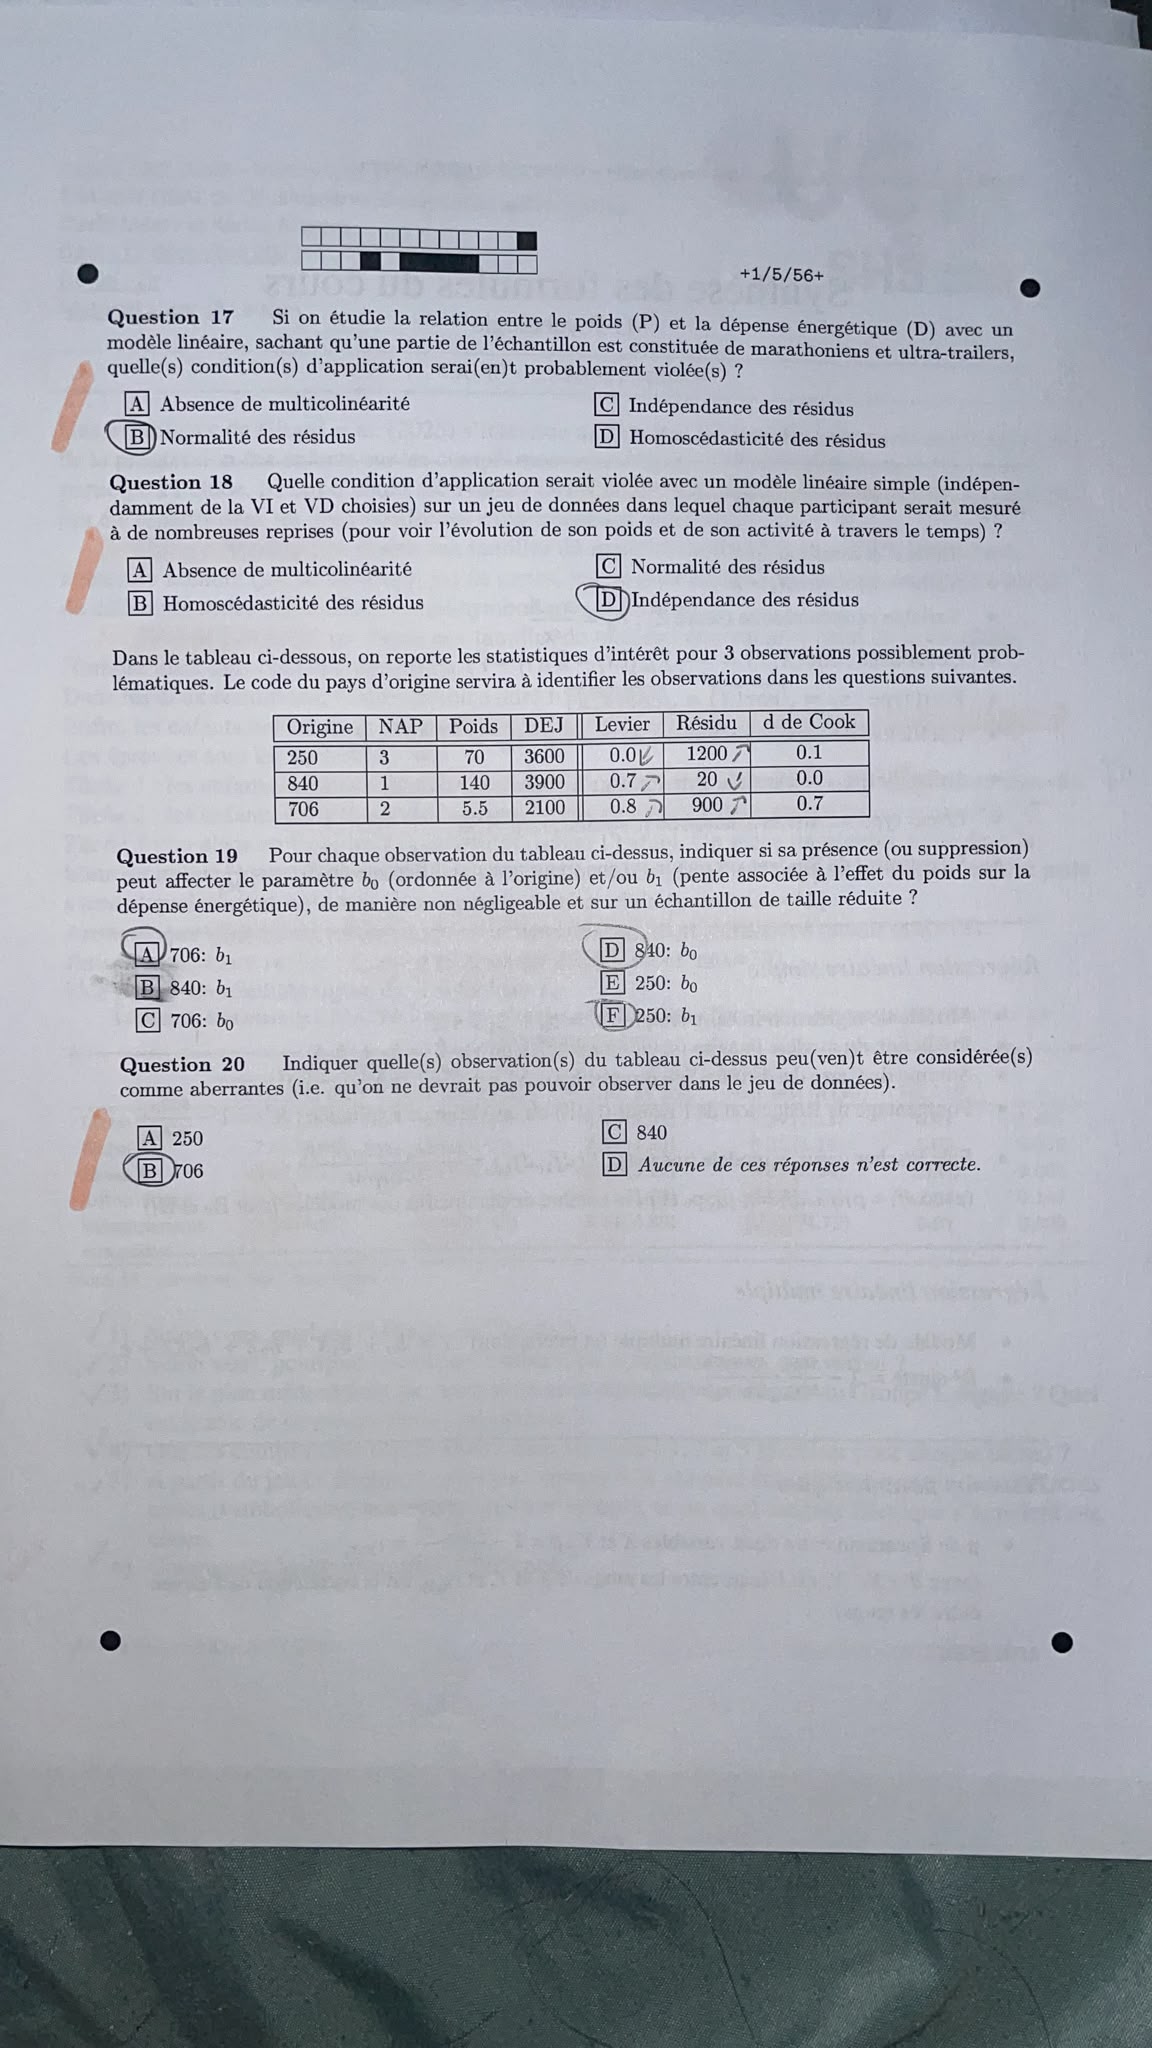 +1/5/56+
Question 17 Si on étudie la relation entre le poids (P) et la dépense énergétique (D) avec un
modèle linéaire, sachant qu'une partie de l'échantillon est constituée de marathoniens et ultra-trailers,
quelle(s) condition(s) d'application serai(en)t probablement violée(s) ?
A Absence de multicolinéarité
B Normalité des résidus
C Indépendance des résidus
D Homoscédasticité des résidus
Question 18 Quelle condition d'application serait violée avec un modèle linéaire simple (indépen-
damment de la VI et VD choisies) sur un jeu de données dans lequel chaque participant serait mesuré
à de nombreuses reprises (pour voir l'évolution de son poids et de son activité à travers le temps) ?
A Absence de multicolinéarité
B Homoscédasticité des résidus
C Normalité des résidus
D Indépendance des résidus
Dans le tableau ci-dessous, on reporte les statistiques d'intérêt pour 3 observations possiblement prob-
lématiques. Le code du pays d'origine servira à identifier les observations dans les questions suivantes.
Origine NAP Poids DEJ Levier Résidu d de Cook
250 3 70 3600 0.0 1200 0.1
840 1 140 3900 0.7 20 0.0
706 2 5.5 2100 0.8 900 0.7
Question 19 Pour chaque observation du tableau ci-dessus, indiquer si sa présence (ou suppression)
peut affecter le paramètre b0 (ordonnée à l'origine) et/ou b1 (pente associée à l'effet du poids sur la
dépense énergétique), de manière non négligeable et sur un échantillon de taille réduite ?
A 706: b1
B 840: b1
C 706: b0
D 840: b0
E 250: b0
F 250: b1
Question 20 Indiquer quelle(s) observation(s) du tableau ci-dessus peu(ven)t être considérée(s)
comme aberrantes (i.e. qu'on ne devrait pas pouvoir observer dans le jeu de données).
A 250
B 706
C 840
D Aucune de ces réponses n'est correcte.